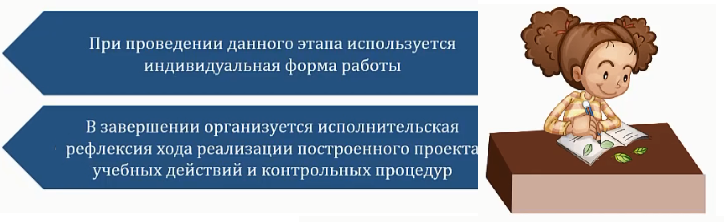 При проведении данного этапа используется
индивидуальная форма работы
В завершении организуется исполнительская
рефлексия хода реализации построенного проекта
учебных действий и контрольных процедур